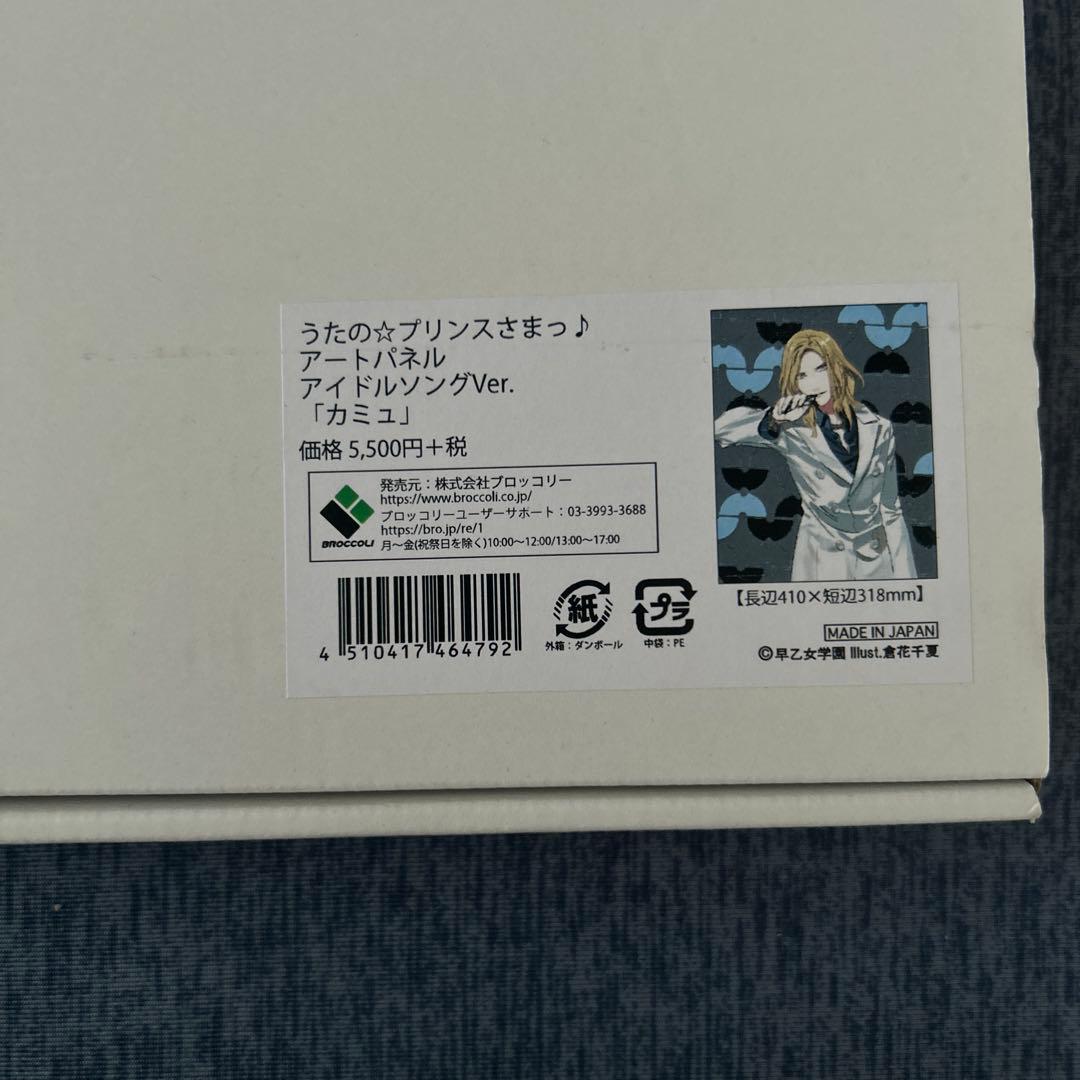 うたの☆プリンスさまっ♪
アートパネル
アイドルソングVer.
「カミュ」
価格 5,500円+税
BROCCOLI
発売元：株式会社ブロッコリー
https://www.broccoli.co.jp/
ブロッコリーユーザーサポート：03-3993-3688
https://bro.jp/re/1
月～金(祝祭日を除く)10:00～12:00/13:00～17:00
4 510417 464792
紙
外箱：ダンボール
プラ
中袋：PE
【長辺410×短辺318mm】
MADE IN JAPAN
©早乙女学園 Illust.倉花千夏